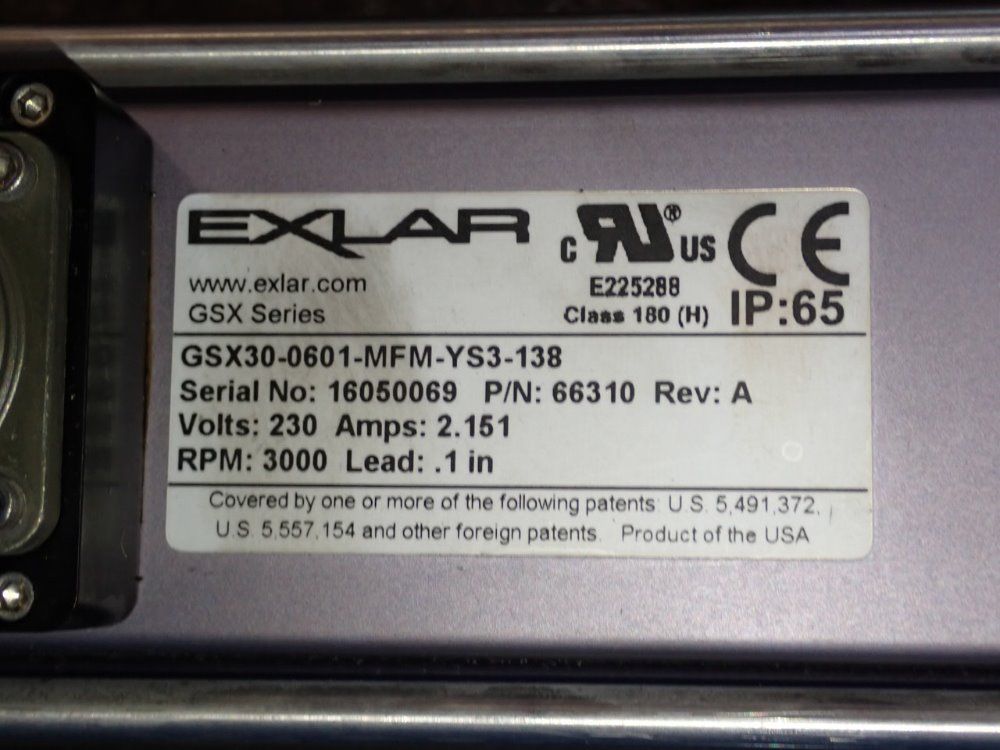 EXLAR
www.exlar.com
GSX Series
c RU® US CE
E225288
Class 180 (H) IP:65
GSX30-0601-MFM-YS3-138
Serial No: 16050069 P/N: 66310 Rev: A
Volts: 230 Amps: 2.151
RPM: 3000 Lead: .1 in
Covered by one or more of the following patents: U.S. 5,491,372,
U.S. 5,557,154 and other foreign patents. Product of the USA